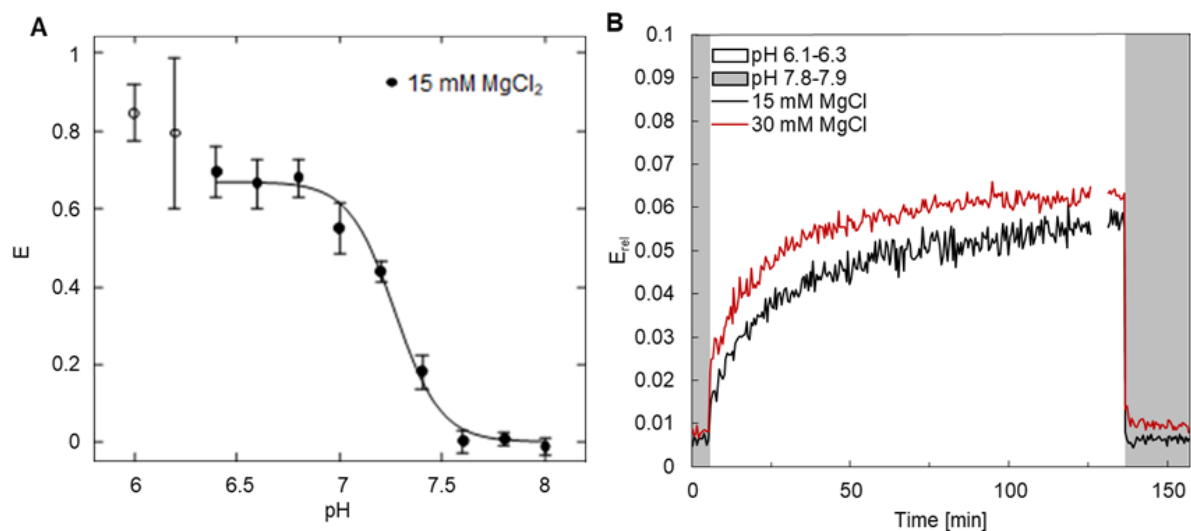 A
1
0.8
0.6
0.4
0.2
0
E
6
6.5
7
7.5
8
pH
15 mM MgCl₂
B
0.1
0.09
0.08
0.07
0.06
0.05
0.04
0.03
0.02
0.01
0
E_rel
0
50
100
150
Time [min]
pH 6.1-6.3
pH 7.8-7.9
15 mM MgCl
30 mM MgCl